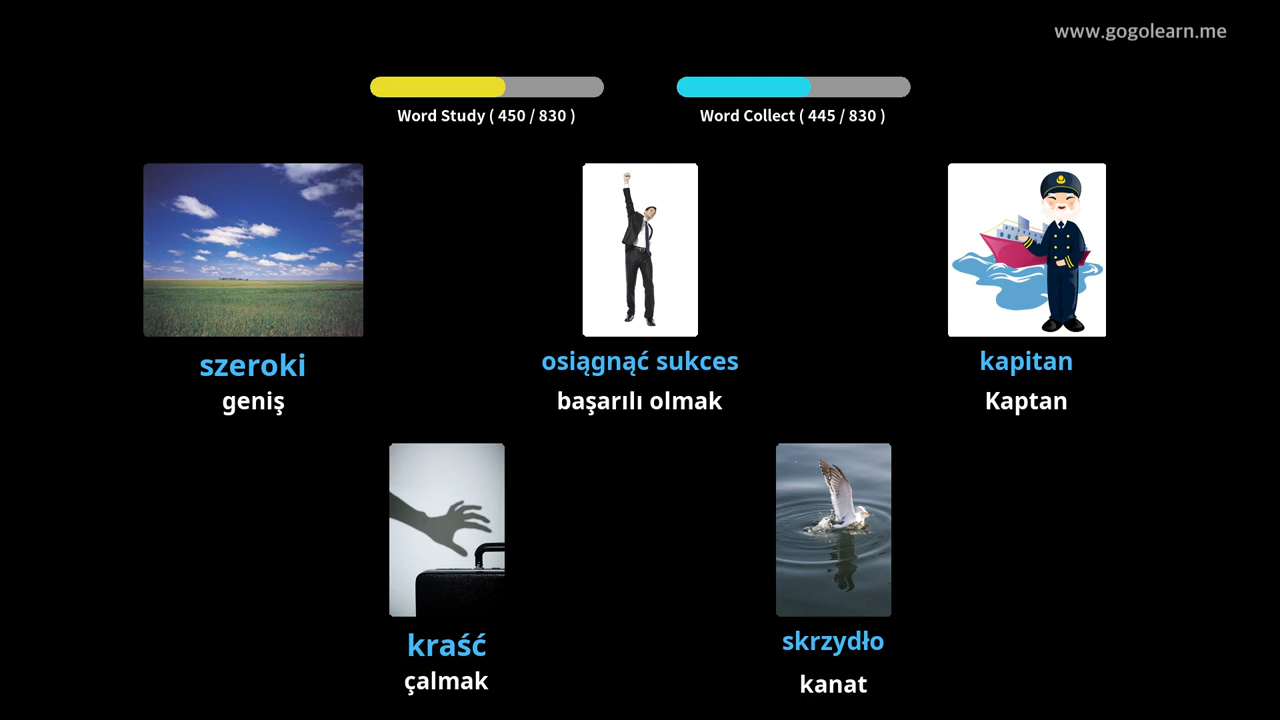 www.gogolearn.me
Word Study ( 450 / 830 )
Word Collect ( 445 / 830 )
szeroki
geniş
osiągnąć sukces
başarılı olmak
kapitan
Kaptan
kraść
çalmak
skrzydło
kanat